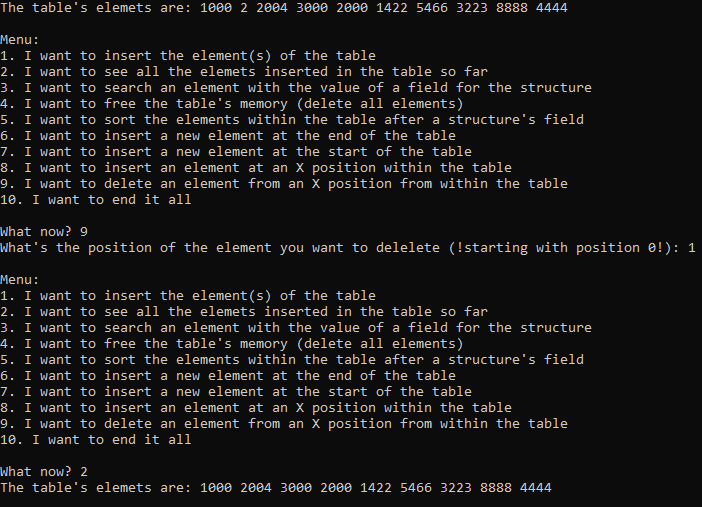 The table's elemets are: 1000 2 2004 3000 2000 1422 5466 3223 8888 4444
Menu:
1. I want to insert the element(s) of the table
2. I want to see all the elemets inserted in the table so far
3. I want to search an element with the value of a field for the structure
4. I want to free the table's memory (delete all elements)
5. I want to sort the elements within the table after a structure's field
6. I want to insert a new element at the end of the table
7. I want to insert a new element at the start of the table
8. I want to insert an element at an X position within the table
9. I want to delete an element from an X position from within the table
10. I want to end it all
What now? 9
What's the position of the element you want to delelete (!starting with position 0!): 1
Menu:
1. I want to insert the element(s) of the table
2. I want to see all the elemets inserted in the table so far
3. I want to search an element with the value of a field for the structure
4. I want to free the table's memory (delete all elements)
5. I want to sort the elements within the table after a structure's field
6. I want to insert a new element at the end of the table
7. I want to insert a new element at the start of the table
8. I want to insert an element at an X position within the table
9. I want to delete an element from an X position from within the table
10. I want to end it all
What now? 2
The table's elemets are: 1000 2004 3000 2000 1422 5466 3223 8888 4444